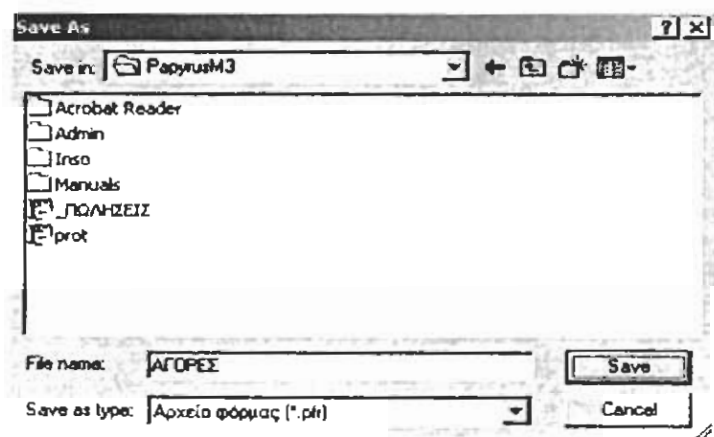 Save As
Save in: PapyrusM3
Acrobat Reader
Admin
Inso
Manuals
_ΠΩΛΗΣΕΙΣ
prot
File name: ΑΓΟΡΕΣ Save
Save as type: Αρχείο φόρμας (*.pfr) Cancel